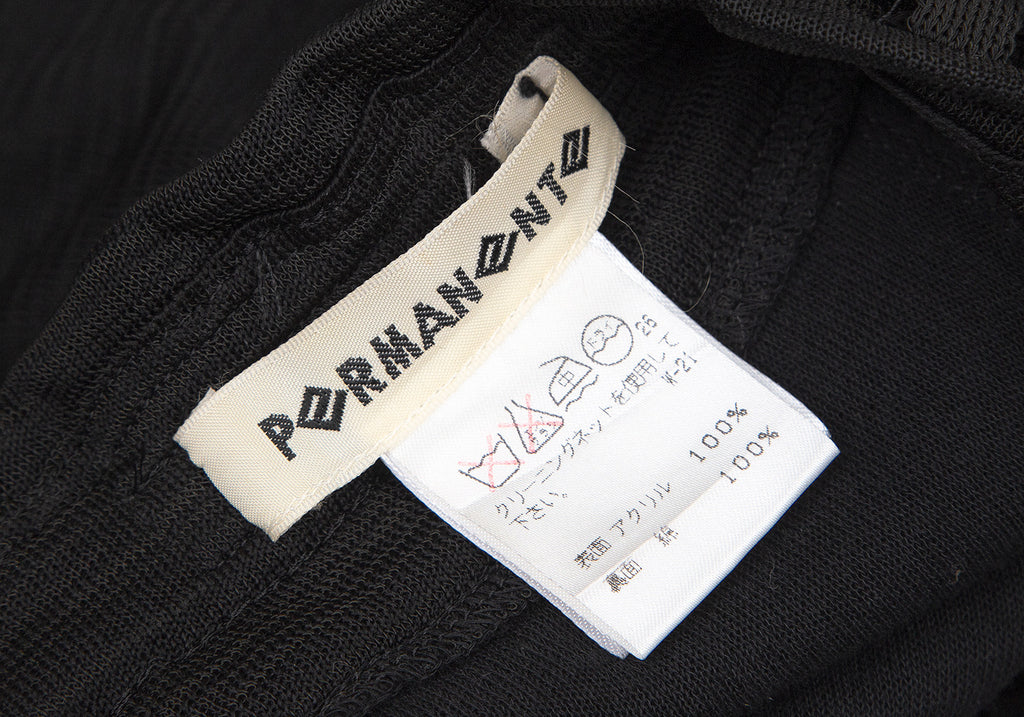 PERMANENTE
中
26
クリーニングネットを使用して
下さい。
W-21
表面 アクリル 100%
裏面 綿 100%